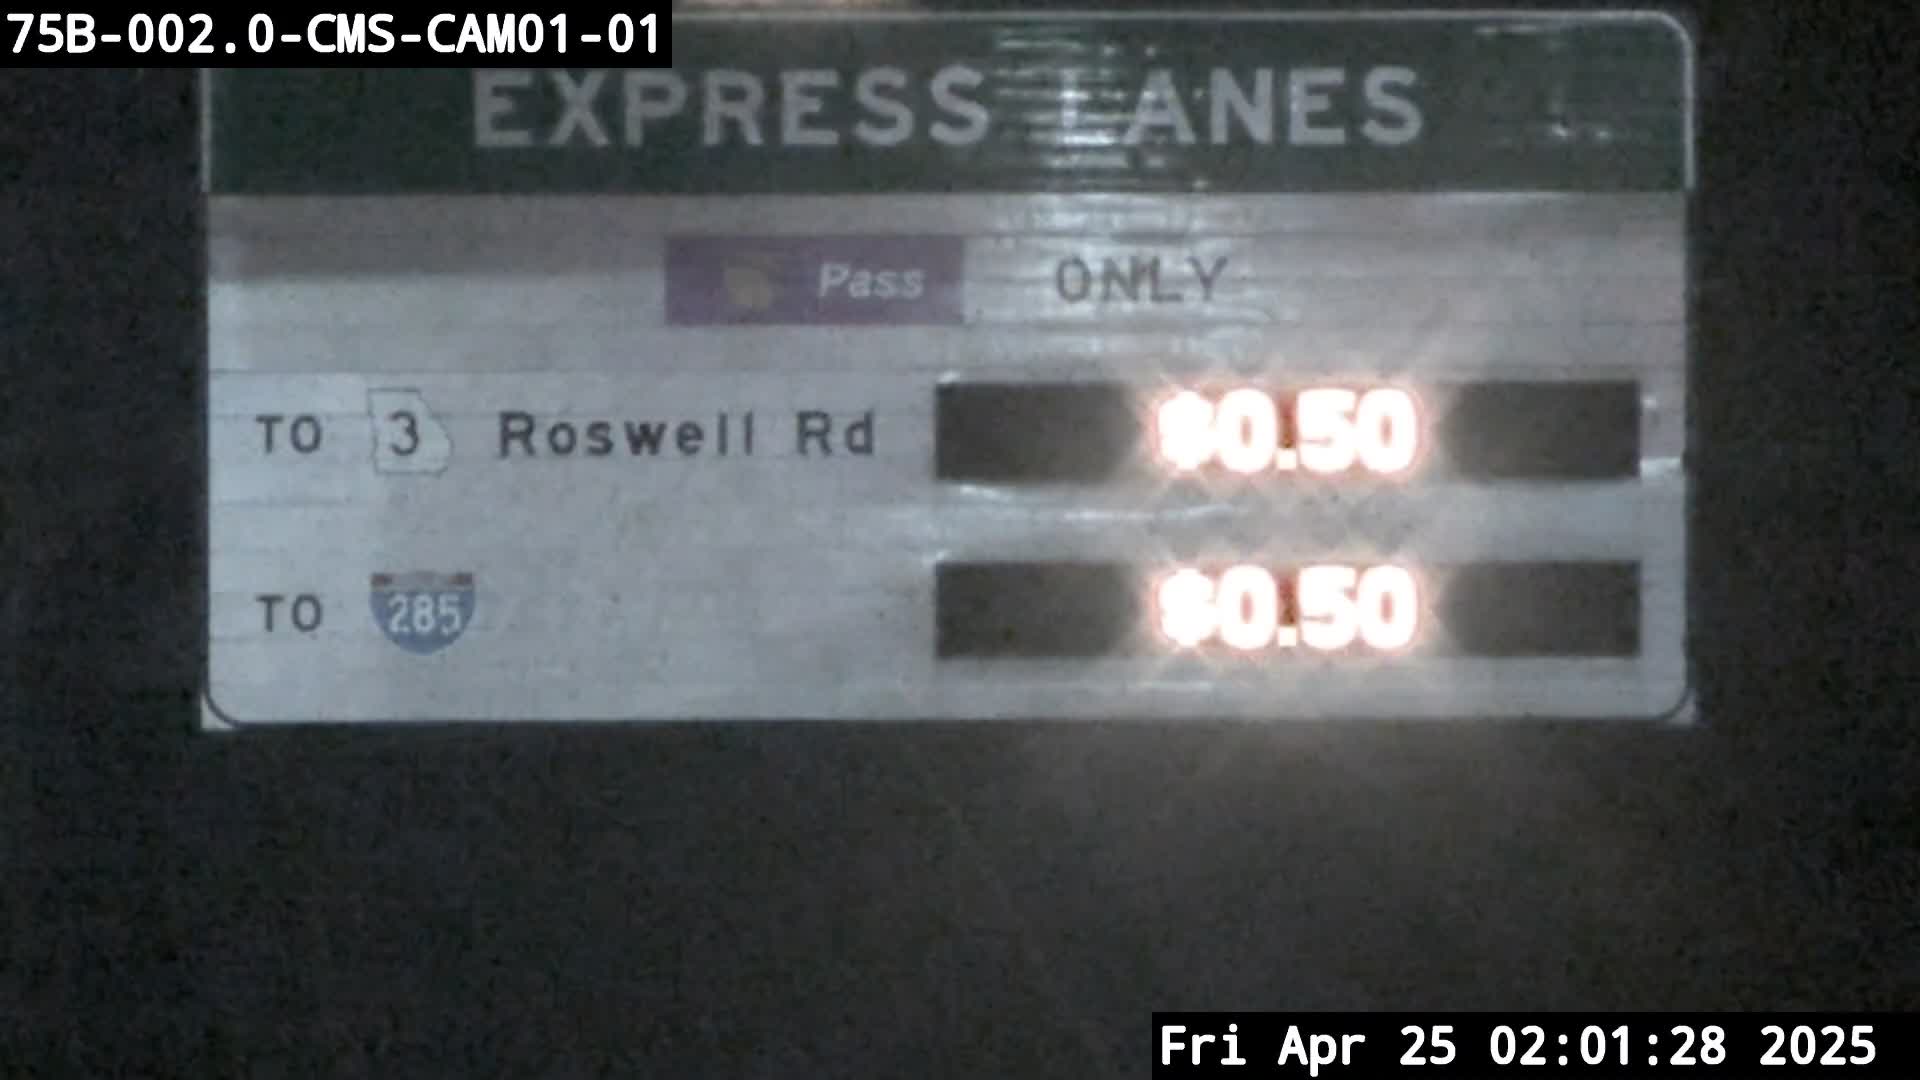 75B-002.0-CMS-CAM01-01
EXPRESS LANES
Pass ONLY
TO 3 Roswell Rd $0.50
TO 285 $0.50
Fri Apr 25 02:01:28 2025